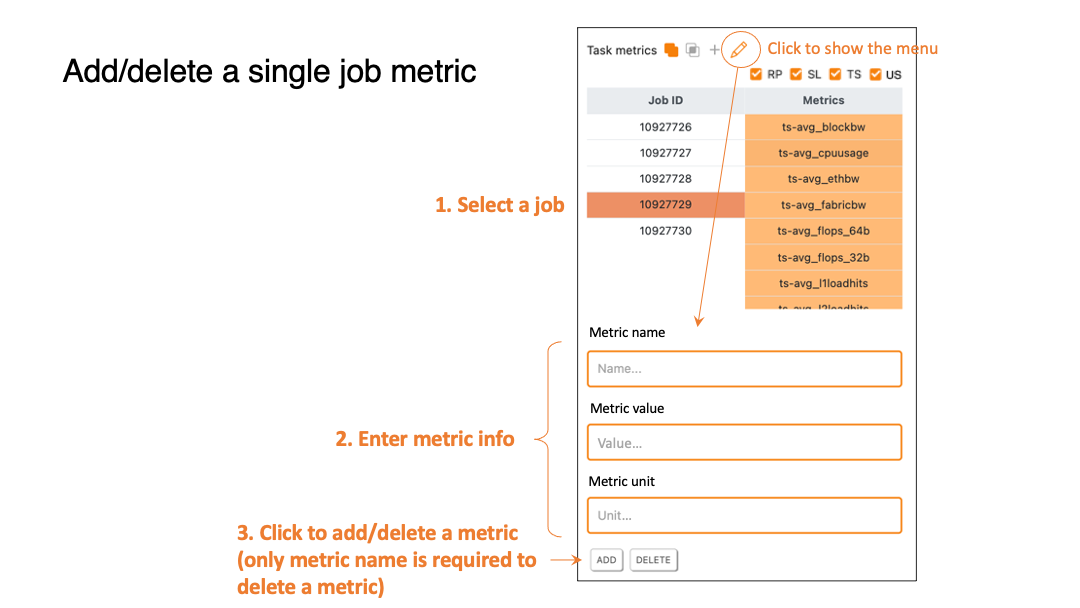 Add/delete a single job metric
Task metrics
Click to show the menu
RP SL TS US
Job ID Metrics
10927726 ts-avg_blockbw
10927727 ts-avg_cpuusage
10927728 ts-avg_ethbw
1. Select a job
10927729 ts-avg_fabricbw
10927730 ts-avg_flops_64b
ts-avg_flops_32b
ts-avg_l1loadhits
ts-avg_l2loadhits
Metric name
Name...
Metric value
2. Enter metric info
Value...
Metric unit
Unit...
3. Click to add/delete a metric
(only metric name is required to
delete a metric)
ADD DELETE